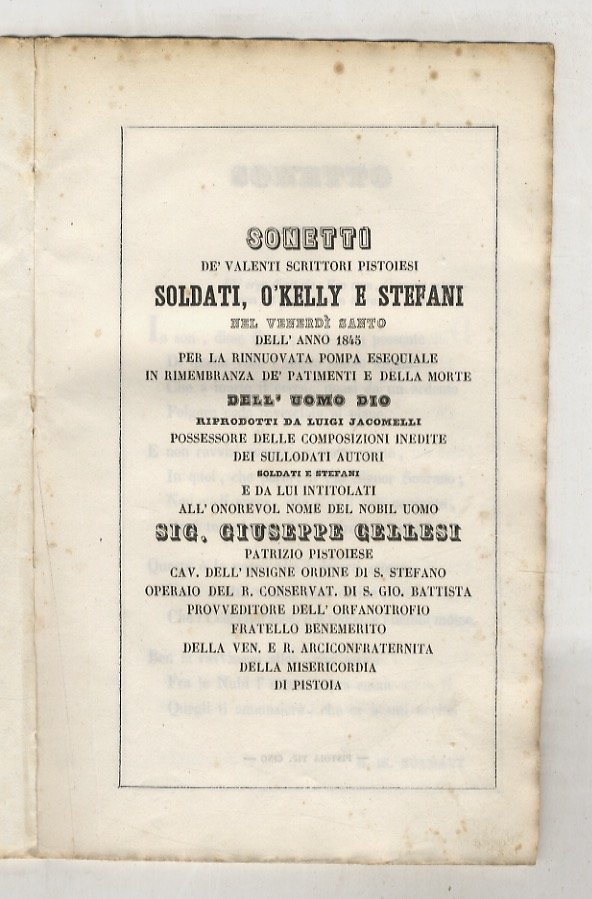 SONETTI
DE' VALENTI SCRITTORI PISTOIESI
SOLDATI, O'KELLY E STEFANI
NEL VENERDÌ SANTO
DELL' ANNO 1845
PER LA RINNUOVATA POMPA ESEQUIALE
IN RIMEMBRANZA DE' PATIMENTI E DELLA MORTE
DELL' UOMO DIO
RIPRODOTTI DA LUIGI JACOMELLI
POSSESSORE DELLE COMPOSIZIONI INEDITE
DEI SULLODATI AUTORI
SOLDATI E STEFANI
E DA LUI INTITOLATI
ALL' ONOREVOL NOME DEL NOBIL UOMO
SIG. GIUSEPPE CELLESI
PATRIZIO PISTOIESE
CAV. DELL' INSIGNE ORDINE DI S. STEFANO
OPERAIO DEL R. CONSERVAT. DI S. GIO. BATTISTA
PROVVEDITORE DELL' ORFANOTROFIO
FRATELLO BENEMERITO
DELLA VEN. E R. ARCICONFRATERNITA
DELLA MISERICORDIA
DI PISTOIA